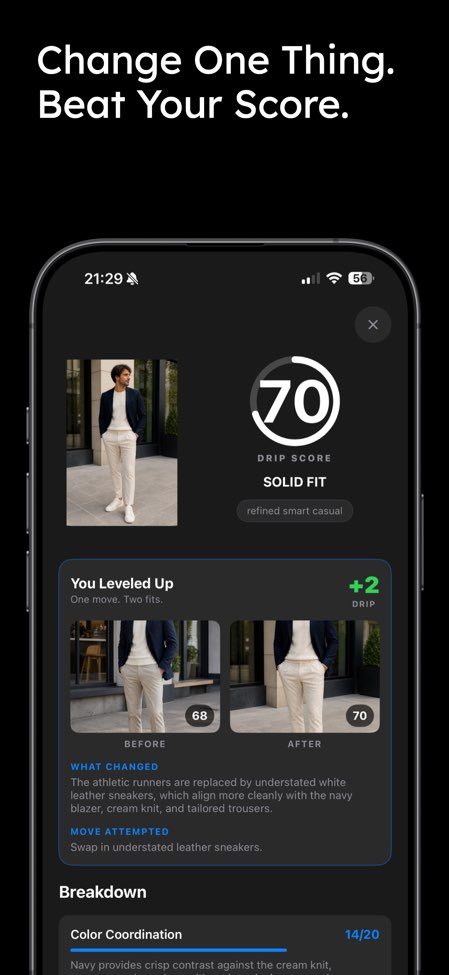 Change One Thing.
Beat Your Score.
21:29
56
70
DRIP SCORE
SOLID FIT
refined smart casual
You Leveled Up
One move. Two fits.
+2
DRIP
68
70
BEFORE
AFTER
WHAT CHANGED
The athletic runners are replaced by understated white
leather sneakers, which align more cleanly with the navy
blazer, cream knit, and tailored trousers.
MOVE ATTEMPTED
Swap in understated leather sneakers.
Breakdown
Color Coordination
14/20
Navy provides crisp contrast against the cream knit,